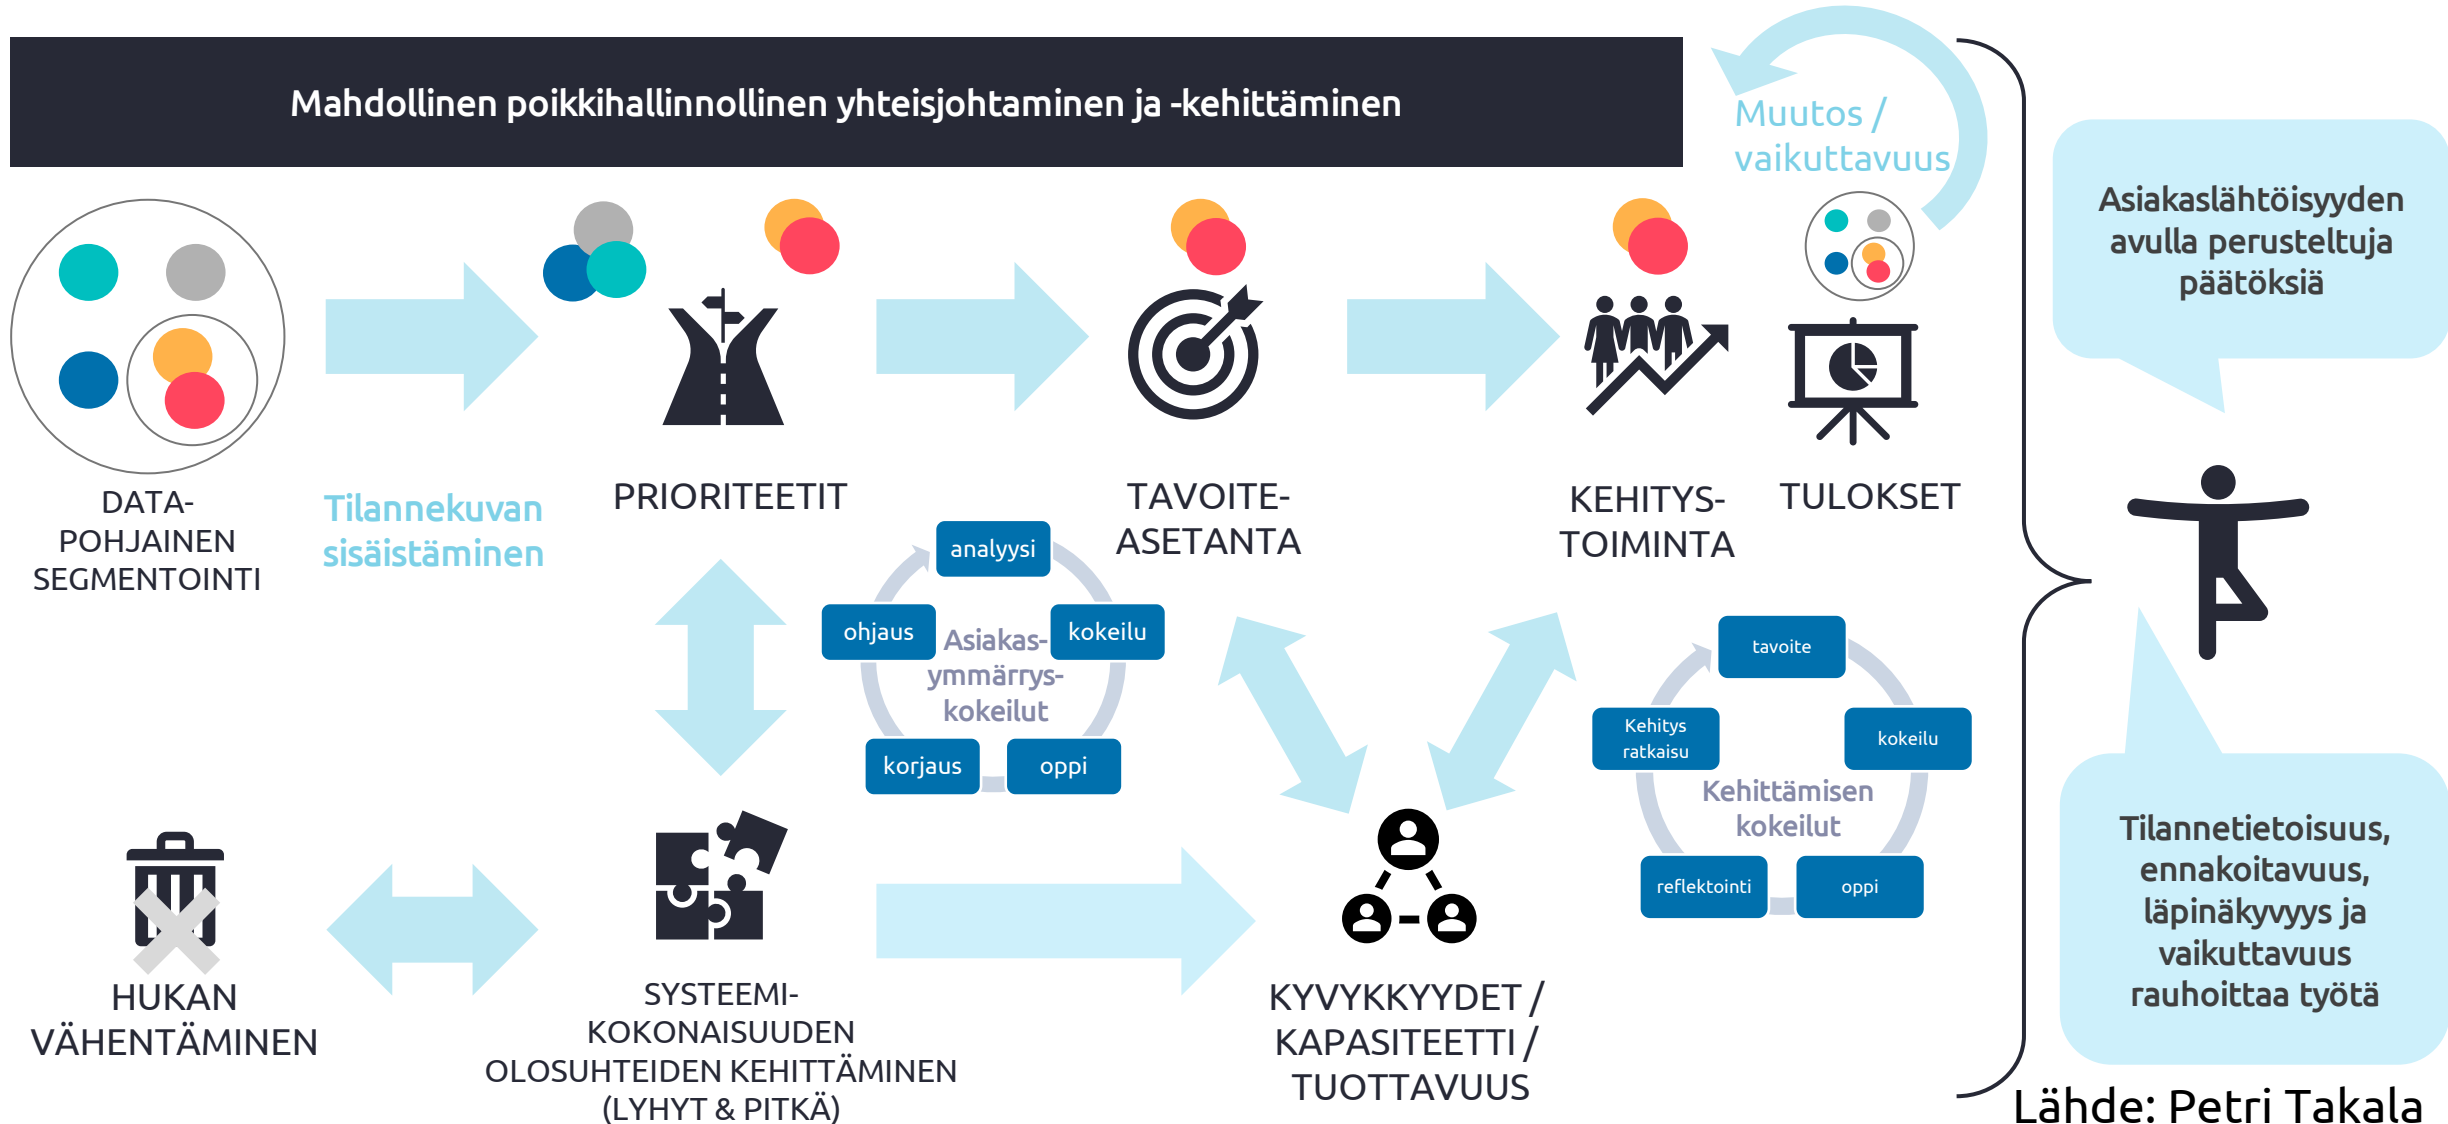 Mahdollinen poikkihallinnollinen yhteisjohtaminen ja -kehittäminen
Muutos /
vaikuttavuus
Asiakaslähtöisyyden
avulla perusteltuja
päätöksiä
DATA-
POHJAINEN
SEGMENTOINTI
Tilannekuvan
sisäistäminen
PRIORITEETIT
TAVOITE-
ASETANTA
KEHITYS-
TOIMINTA
TULOKSET
analyysi
kokeilu
oppi
korjaus
ohjaus
Asiakas-
ymmärrys-
kokeilut
tavoite
kokeilu
oppi
reflektointi
Kehitys
ratkaisu
Kehittämisen
kokeilut
HUKAN
VÄHENTÄMINEN
SYSTEEMI-
KOKONAISUUDEN
OLOSUHTEIDEN KEHITTÄMINEN
(LYHYT & PITKÄ)
KYVYKKYYDET /
KAPASITEETTI /
TUOTTAVUUS
Tilannetietoisuus,
ennakoitavuus,
läpinäkyvyys ja
vaikuttavuus
rauhoittaa työtä
Lähde: Petri Takala